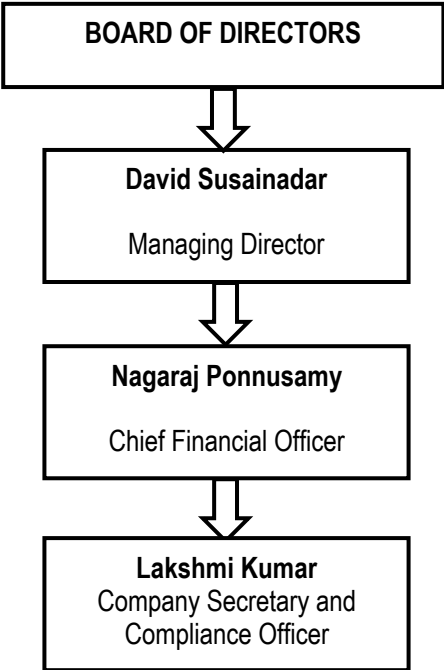 BOARD OF DIRECTORS
David Susainadar
Managing Director
Nagaraj Ponnusamy
Chief Financial Officer
Lakshmi Kumar
Company Secretary and
Compliance Officer